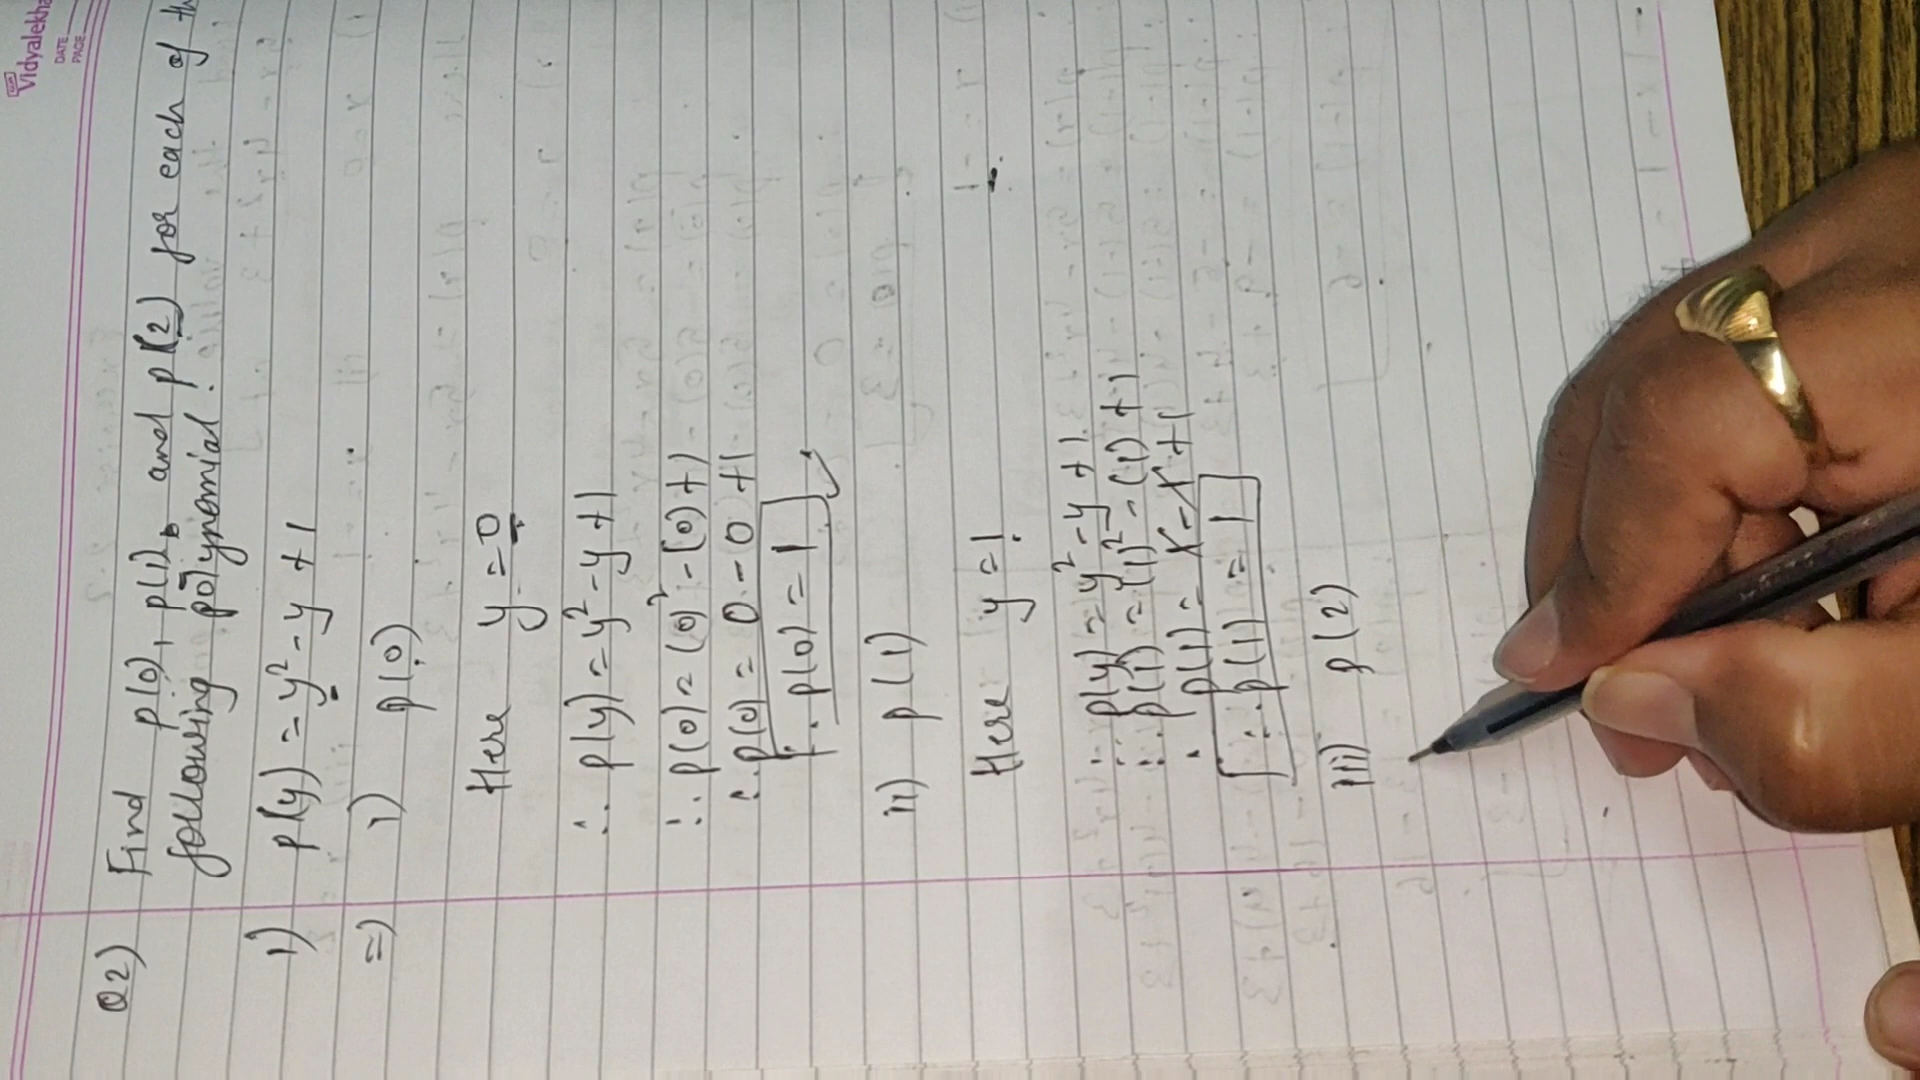 Vidyalekha
DATE
PAGE
Q2) Find p(0), p(1), and p(2) for each of th
following polynomial.
1) p(y) = y² - y + 1
=) 1) p(0)
Here y = 0
∴ p(y) = y² - y + 1
∴ p(0) = (0)² - (0) + 1
∴ p(0) = 0 - 0 + 1
∴ p(0) = 1
ii) p(1)
Here y = 1
∴ p(y) = y² - y + 1
∴ p(1) = (1)² - (1) + 1
∴ p(1) = 1 - 1 + 1
∴ p(1) = 1
iii) p(2)